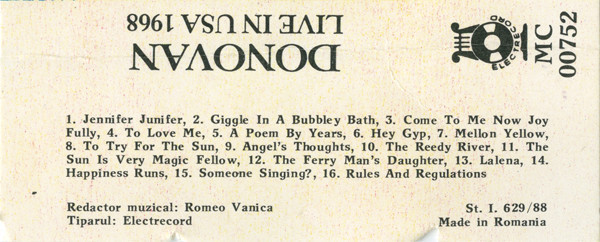 DONOVAN
LIVE IN USA 1968
ELECTRECORD
MC
00752
1. Jennifer Junifer, 2. Giggle In A Bubbley Bath, 3. Come To Me Now Joy
Fully, 4. To Love Me, 5. A Poem By Years, 6. Hey Gyp, 7. Mellon Yellow,
8. To Try For The Sun, 9. Angel's Thoughts, 10. The Reedy River, 11. The
Sun Is Very Magic Fellow, 12. The Ferry Man's Daughter, 13. Lalena, 14.
Happiness Runs, 15. Someone Singing?, 16. Rules And Regulations
Redactor muzical: Romeo Vanica
Tiparul: Electrecord
St. I. 629/88
Made in Romania